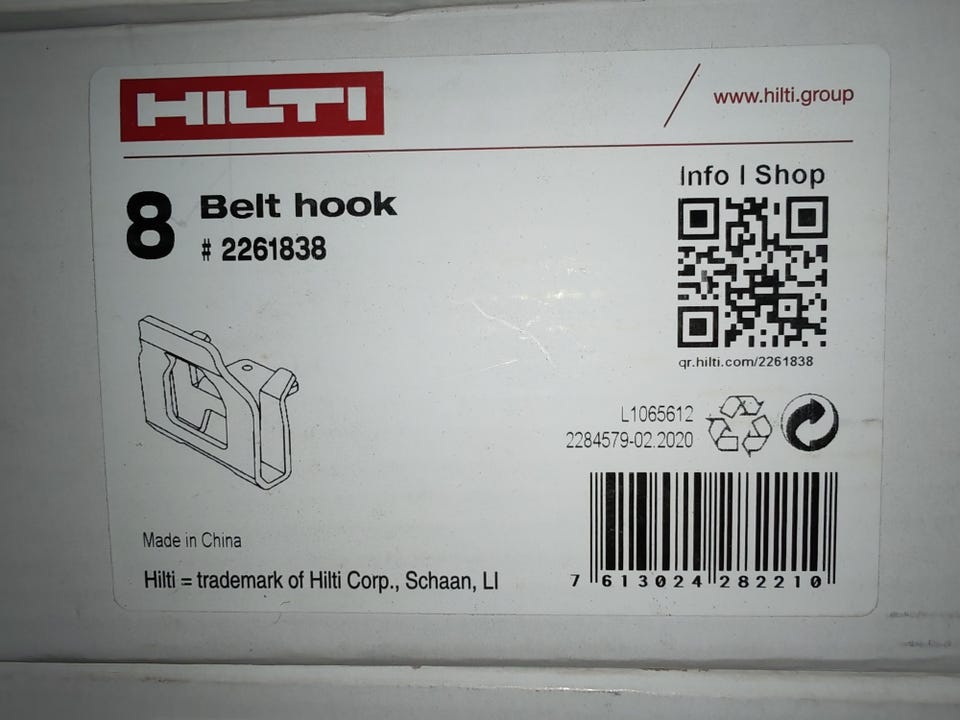 HILTI
www.hilti.group
8 Belt hook
# 2261838
Info | Shop
qr.hilti.com/2261838
L1065612
2284579-02.2020
Made in China
Hilti = trademark of Hilti Corp., Schaan, LI
7 613024 282210